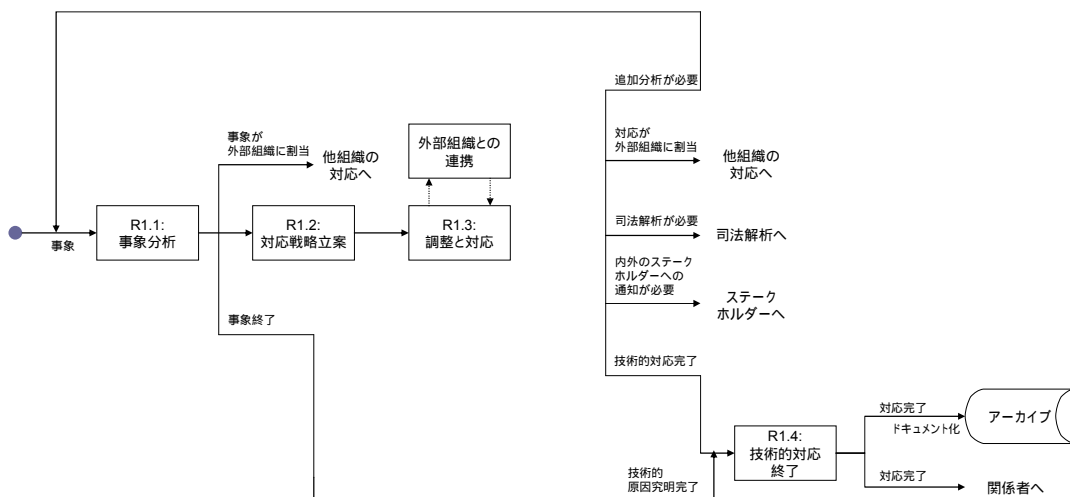 追加分析が必要
事象が
外部組織に割当
他組織の
対応へ
外部組織との
連携
対応が
外部組織に割当
他組織の
対応へ
事象
R1.1:
事象分析
R1.2:
対応戦略立案
R1.3:
調整と対応
司法解析が必要
司法解析へ
内外のステーク
ホルダーへの
通知が必要
ステーク
ホルダーへ
事象終了
技術的対応完了
R1.4:
技術的対応
終了
対応完了
ドキュメント化
アーカイブ
技術的
原因究明完了
対応完了
関係者へ